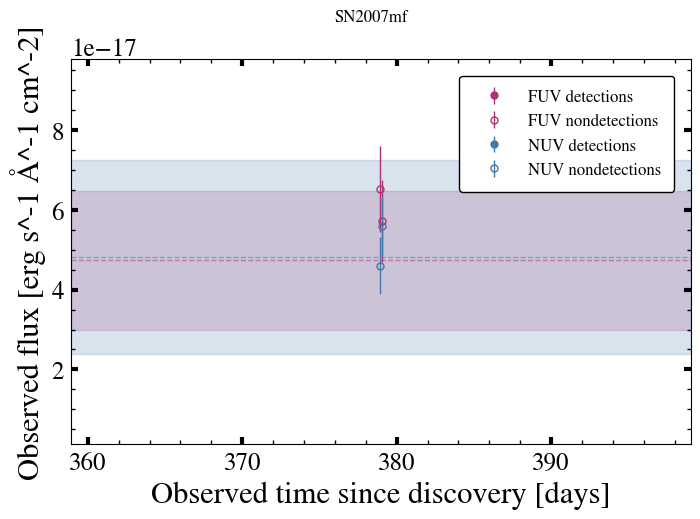 SN2007mf
1e−17
Observed flux [erg s^-1 Å^-1 cm^-2]
8
6
4
2
FUV detections
FUV nondetections
NUV detections
NUV nondetections
360 370 380 390
Observed time since discovery [days]